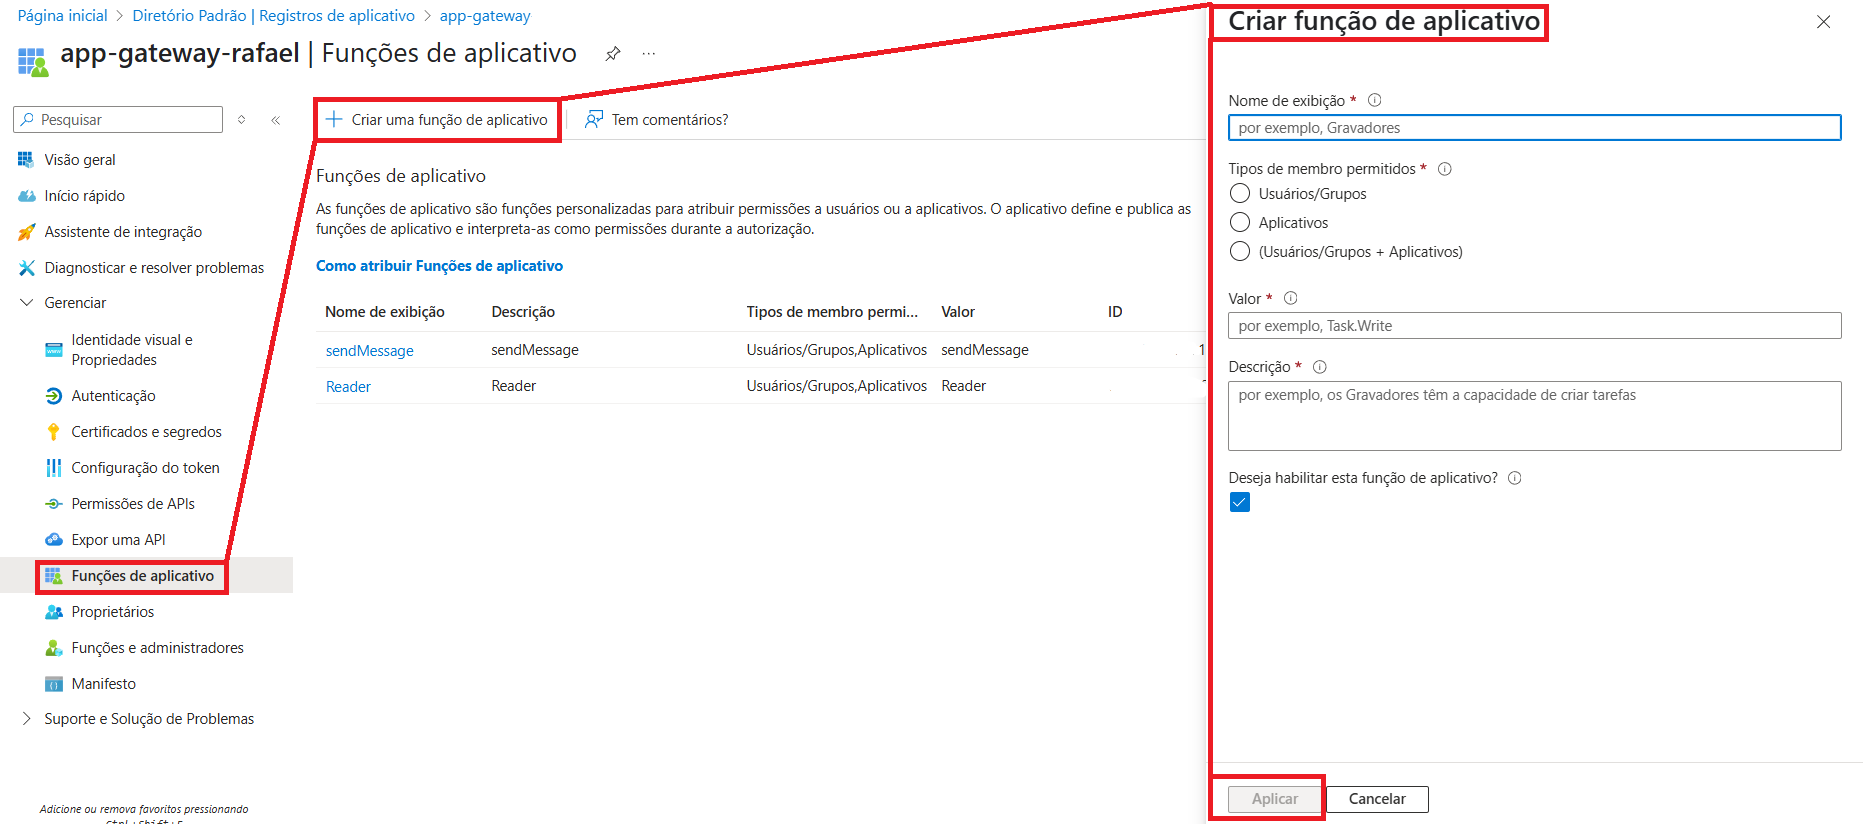 Página inicial > Diretório Padrão | Registros de aplicativo > app-gateway
app-gateway-rafael | Funções de aplicativo
Pesquisar
Visão geral
Início rápido
Assistente de integração
Diagnosticar e resolver problemas
Gerenciar
Identidade visual e
Propriedades
Autenticação
Certificados e segredos
Configuração do token
Permissões de APIs
Expor uma API
Funções de aplicativo
Proprietários
Funções e administradores
Manifesto
Suporte e Solução de Problemas
Adicione ou remova favoritos pressionando
Ctrl+Shift+F
Criar uma função de aplicativo
Tem comentários?
Funções de aplicativo
As funções de aplicativo são funções personalizadas para atribuir permissões a usuários ou a aplicativos. O aplicativo define e publica as
funções de aplicativo e interpreta-as como permissões durante a autorização.
Como atribuir Funções de aplicativo
Nome de exibição Descrição Tipos de membro permi... Valor ID
sendMessage sendMessage Usuários/Grupos,Aplicativos sendMessage 1
Reader Reader Usuários/Grupos,Aplicativos Reader
Criar função de aplicativo
Nome de exibição *
por exemplo, Gravadores
Tipos de membro permitidos *
Usuários/Grupos
Aplicativos
(Usuários/Grupos + Aplicativos)
Valor *
por exemplo, Task.Write
Descrição *
por exemplo, os Gravadores têm a capacidade de criar tarefas
Deseja habilitar esta função de aplicativo?
Aplicar Cancelar